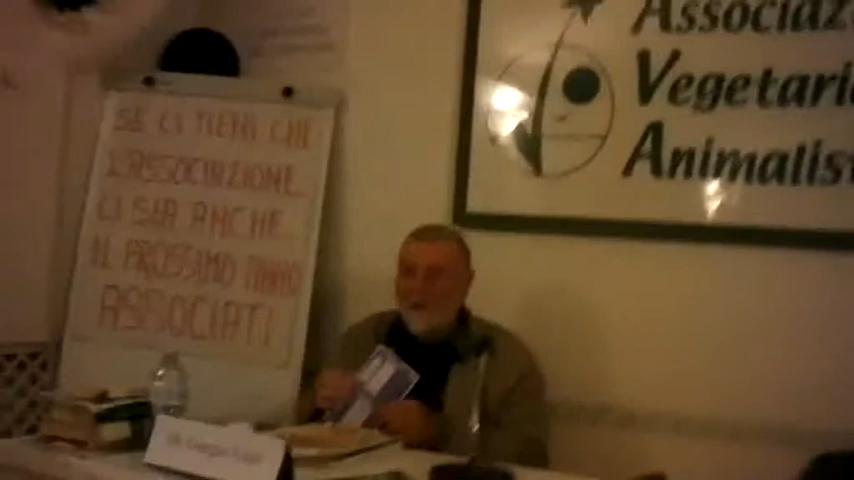 SE CI TIENI CHE
L'ASSOCIAZIONE
CI SIA ANCHE
IL PROSSIMO ANNO
ASSOCIATI
Associaz
Vegetari
Animalis